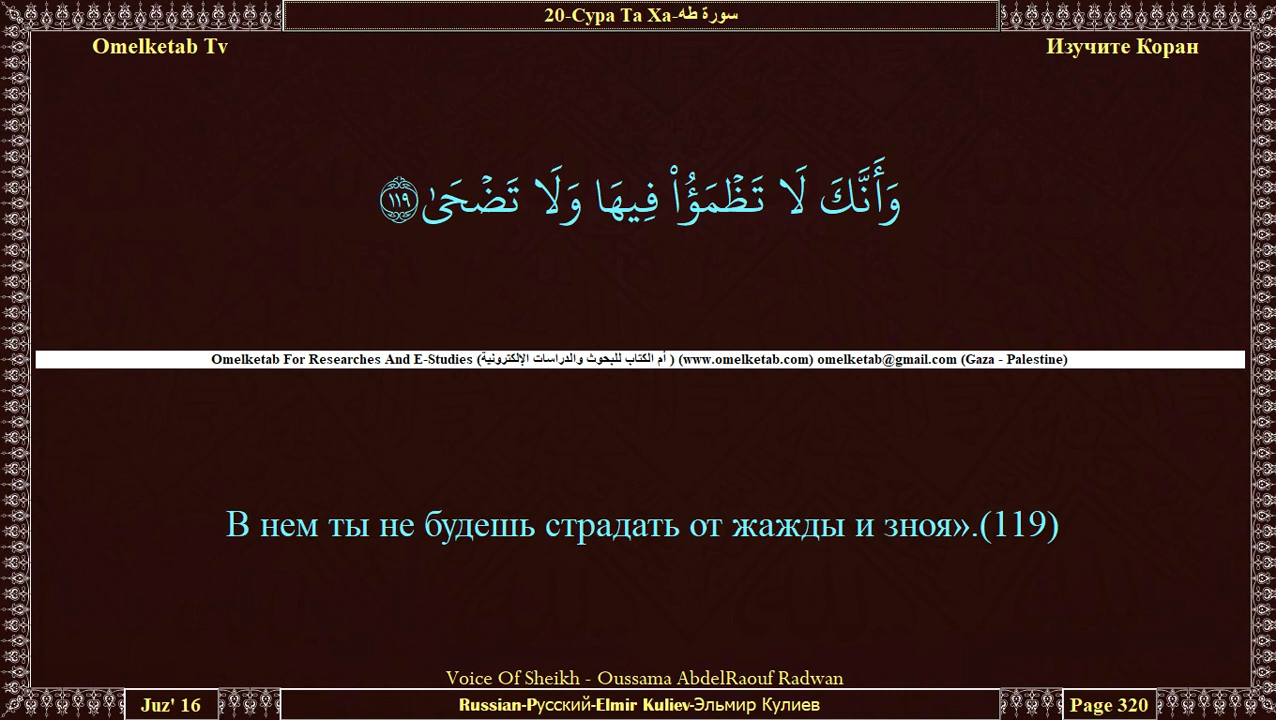 20-Сура Та Ха-سورة طه
Omelketab Tv
Изучите Коран
وَأَنَّكَ لَا تَظْمَؤُا۟ فِيهَا وَلَا تَضْحَىٰ ١١٩
Omelketab For Researches And E-Studies (أم الكتاب للبحوث والدراسات الإلكترونية ) (www.omelketab.com) omelketab@gmail.com (Gaza - Palestine)
В нем ты не будешь страдать от жажды и зноя».(119)
Voice Of Sheikh - Oussama AbdelRaouf Radwan
Juz' 16
Russian-Русский-Elmir Kuliev-Эльмир Кулиев
Page 320